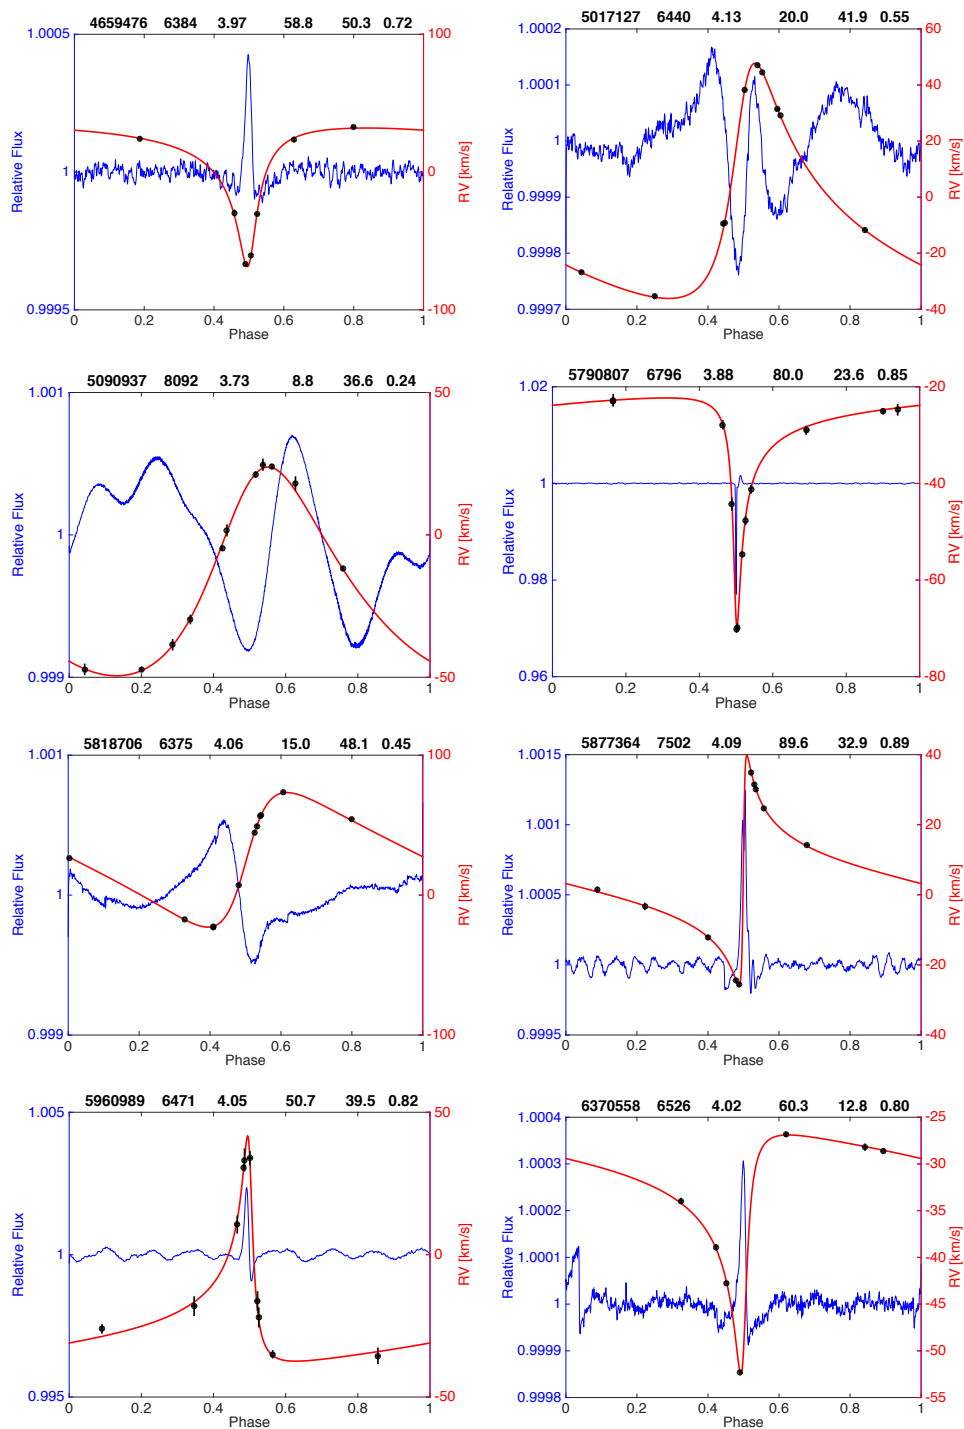 4659476 6384 3.97 58.8 50.3 0.72
1.0005
1
0.9995
Relative Flux
100
0
-100
RV [km/s]
0 0.2 0.4 0.6 0.8 1
Phase
5017127 6440 4.13 20.0 41.9 0.55
1.0002
1.0001
1
0.9999
0.9998
0.9997
Relative Flux
60
40
20
0
-20
-40
RV [km/s]
0 0.2 0.4 0.6 0.8 1
Phase
5090937 8092 3.73 8.8 36.6 0.24
1.001
1
0.999
Relative Flux
50
0
-50
RV [km/s]
0 0.2 0.4 0.6 0.8 1
Phase
5790807 6796 3.88 80.0 23.6 0.85
1.02
1
0.98
0.96
Relative Flux
-20
-40
-60
-80
RV [km/s]
0 0.2 0.4 0.6 0.8 1
Phase
5818706 6375 4.06 15.0 48.1 0.45
1.001
1
0.999
Relative Flux
100
0
-100
RV [km/s]
0 0.2 0.4 0.6 0.8 1
Phase
5877364 7502 4.09 89.6 32.9 0.89
1.0015
1.0005
1
0.9995
Relative Flux
40
20
0
-20
-40
RV [km/s]
0 0.2 0.4 0.6 0.8 1
Phase
5960989 6471 4.05 50.7 39.5 0.82
1.005
1
0.995
Relative Flux
50
0
-50
RV [km/s]
0 0.2 0.4 0.6 0.8 1
Phase
6370558 6526 4.02 60.3 12.8 0.80
1.0004
1.0003
1.0002
1.0001
1
0.9999
0.9998
Relative Flux
-25
-30
-35
-40
-45
-50
-55
RV [km/s]
0 0.2 0.4 0.6 0.8 1
Phase